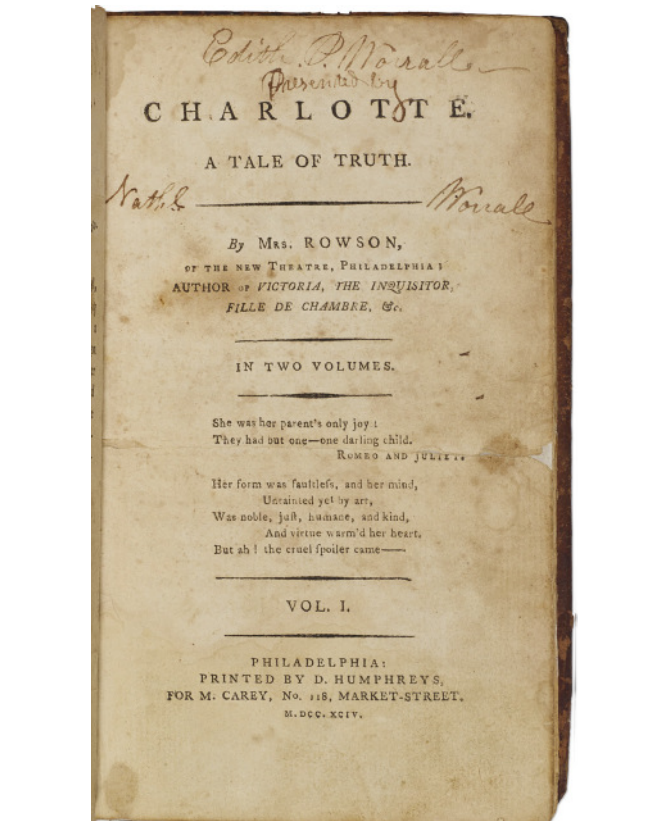 Edith. P. Worrall.
Presented by
CHARLOTTE.
A TALE OF TRUTH.
Nathl. Worrall
By MRS. ROWSON,
OF THE NEW THEATRE, PHILADELPHIA;
AUTHOR OF VICTORIA, THE INQUISITOR,
FILLE DE CHAMBRE, &c.
IN TWO VOLUMES.
She was her parent's only joy:
They had but one—one darling child.
ROMEO AND JULIET.
Her form was faultleſs, and her mind,
Untainted yet by art,
Was noble, juſt, humane, and kind,
And virtue warm'd her heart.
But ah! the cruel ſpoiler came——
VOL. I.
PHILADELPHIA:
PRINTED BY D. HUMPHREYS,
FOR M. CAREY, No. 118, MARKET-STREET.
M.DCC.XCIV.